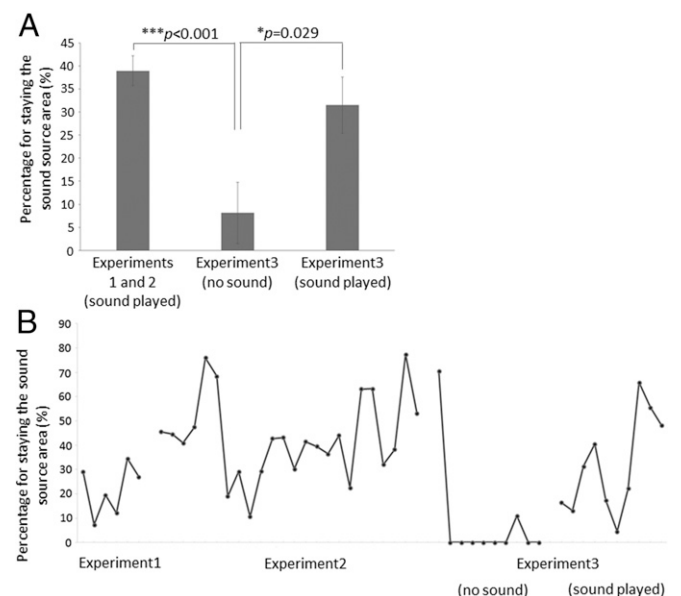 A
***p<0.001
*p=0.029
Percentage for staying the
sound source area (%)
45
40
35
30
25
20
15
10
5
0
Experiments
1 and 2
(sound played)
Experiment3
(no sound)
Experiment3
(sound played)
B
Percentage for staying the sound
source area (%)
90
80
70
60
50
40
30
20
10
0
Experiment1
Experiment2
Experiment3
(no sound)
(sound played)